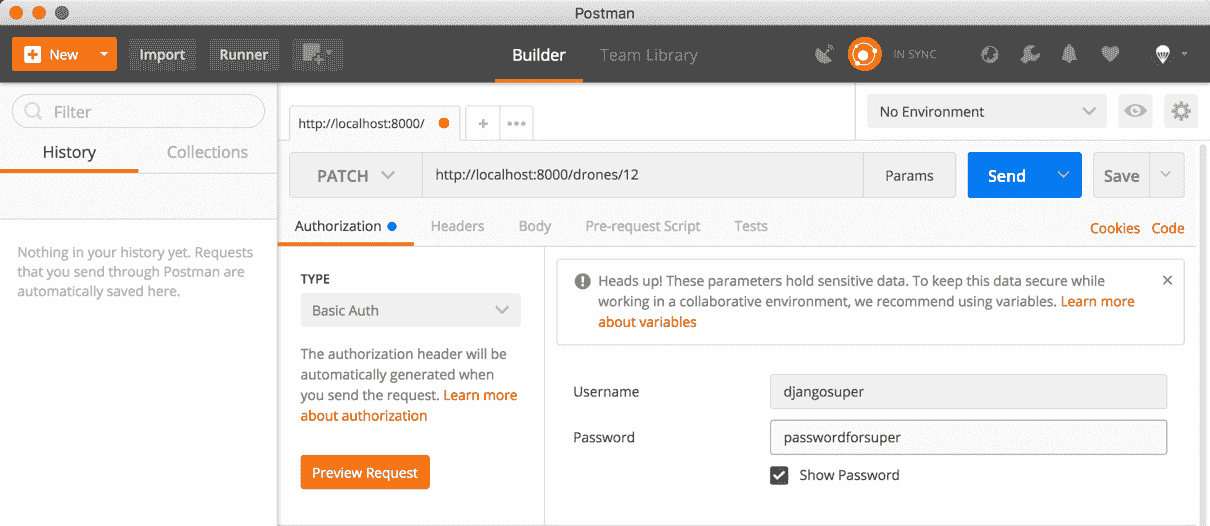 Postman
New Import Runner Builder Team Library IN SYNC
Filter
History Collections
Nothing in your history yet. Requests
that you send through Postman are
automatically saved here.
http://localhost:8000/ + ••• No Environment
PATCH http://localhost:8000/drones/12 Params Send Save
Authorization Headers Body Pre-request Script Tests Cookies Code
TYPE
Basic Auth
The authorization header will be
automatically generated when
you send the request. Learn more
about authorization
Preview Request
Heads up! These parameters hold sensitive data. To keep this data secure while
working in a collaborative environment, we recommend using variables. Learn more
about variables
Username djangosuper
Password passwordforsuper
Show Password